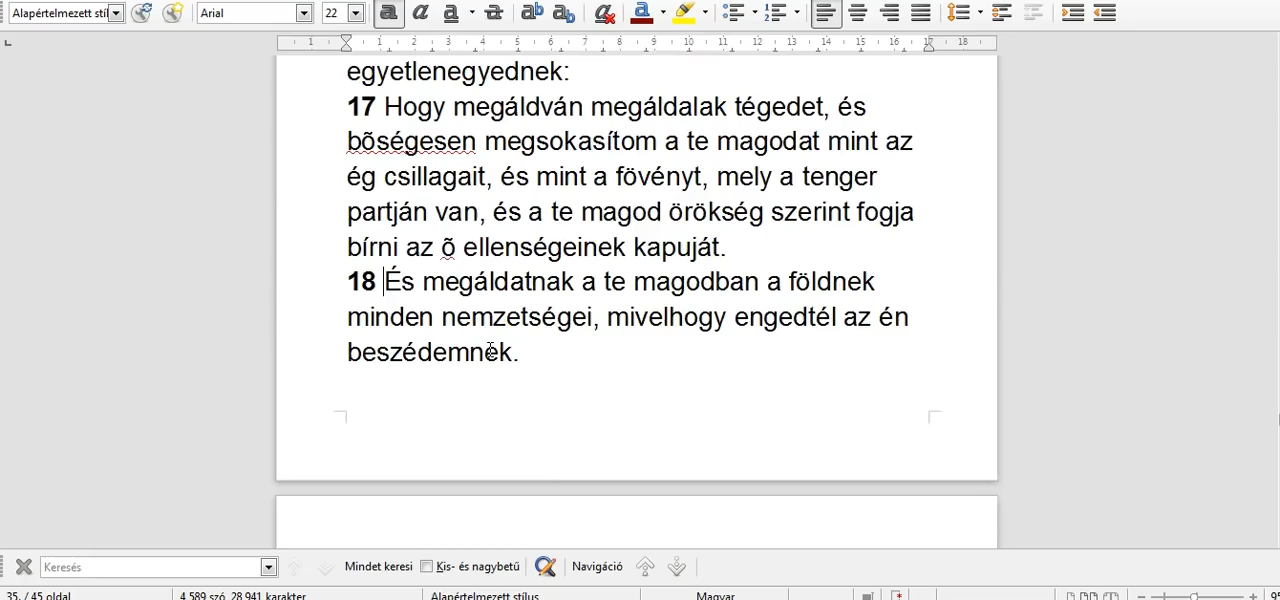 Alapértelmezett stíl Arial 22
1 1 2 3 4 5 6 7 8 9 10 11 12 13 14 15 16 17 18
egyetlenegyednek:
17 Hogy megáldván megáldalak tégedet, és
bõségesen megsokasítom a te magodat mint az
ég csillagait, és mint a fövényt, mely a tenger
partján van, és a te magod örökség szerint fogja
bírni az õ ellenségeinek kapuját.
18 És megáldatnak a te magodban a földnek
minden nemzetségei, mivelhogy engedtél az én
beszédemnek.
Keresés Mindet keresi Kis- és nagybetű Navigáció
35. / 45 oldal 4 589 szó, 28 941 karakter Alapértelmezett stílus Magyar